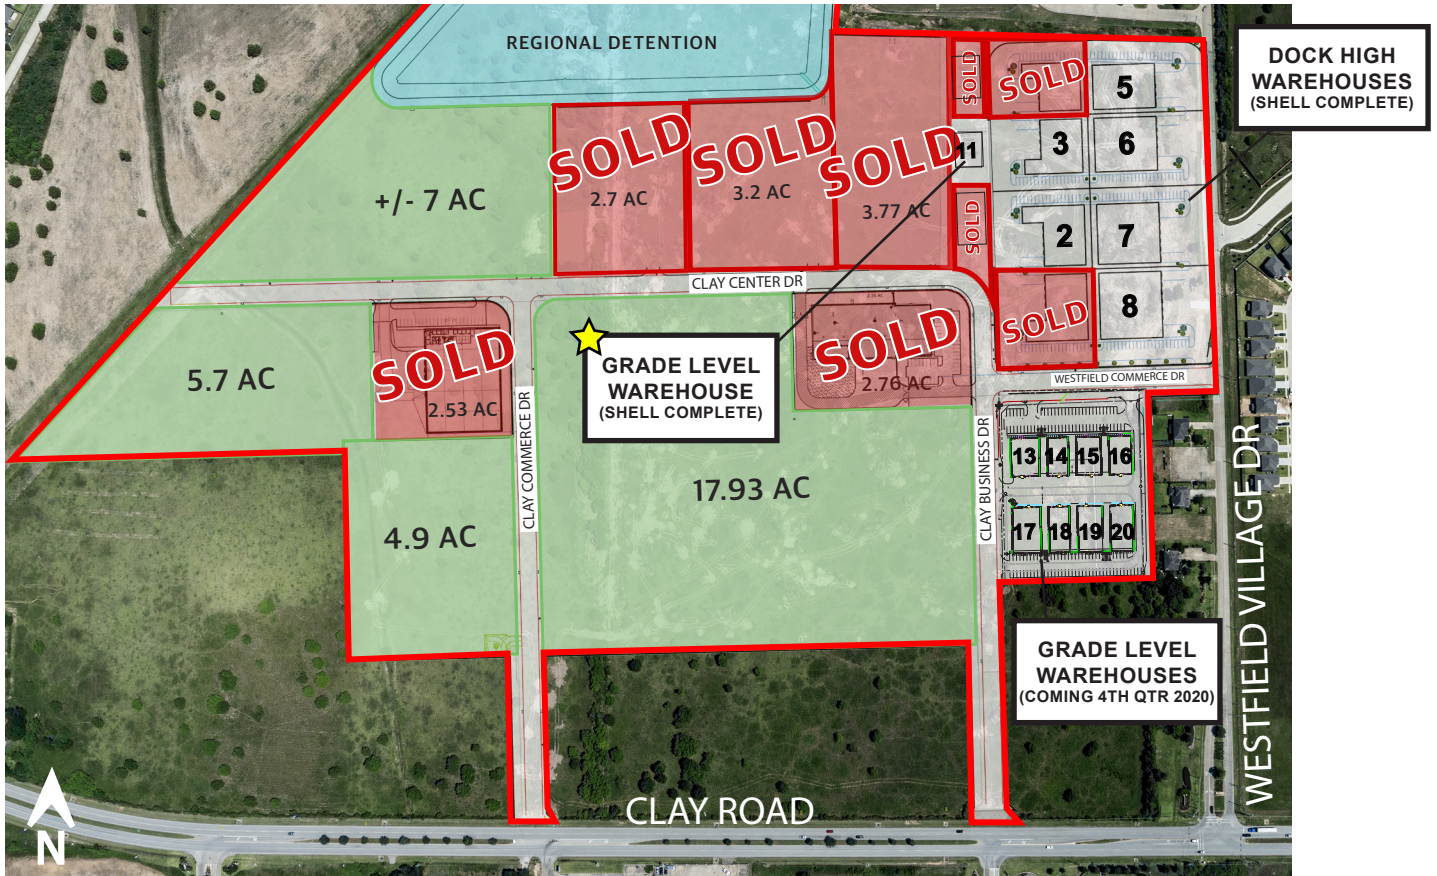 REGIONAL DETENTION
DOCK HIGH
WAREHOUSES
(SHELL COMPLETE)
SOLD
SOLD
5
SOLD
2.7 AC
SOLD
3.2 AC
SOLD
3.77 AC
11
3
6
+/- 7 AC
SOLD
2
7
CLAY CENTER DR
SOLD
8
SOLD
2.53 AC
SOLD
2.76 AC
5.7 AC
GRADE LEVEL
WAREHOUSE
(SHELL COMPLETE)
WESTFIELD COMMERCE DR
CLAY COMMERCE DR
CLAY BUSINESS DR
13 14 15 16
17 18 19 20
17.93 AC
4.9 AC
WESTFIELD VILLAGE DR
GRADE LEVEL
WAREHOUSES
(COMING 4TH QTR 2020)
CLAY ROAD
N